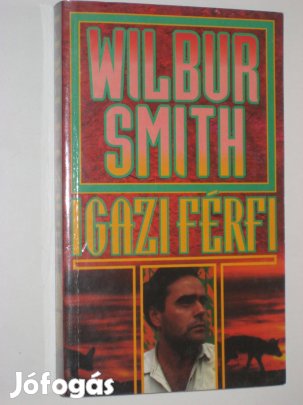 WILBUR
SMITH
IGAZI FÉRFI
Jófogás